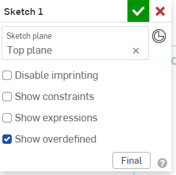 Sketch 1
Sketch plane
Top plane
Disable imprinting
Show constraints
Show expressions
Show overdefined
Final